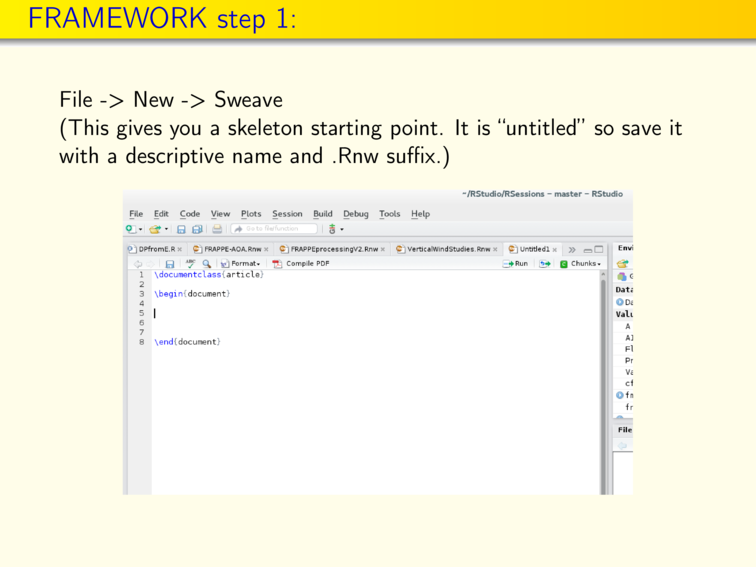 FRAMEWORK step 1:
File -> New -> Sweave
(This gives you a skeleton starting point. It is “untitled” so save it
with a descriptive name and .Rnw suffix.)
~/RStudio/RSessions - master - RStudio
File Edit Code View Plots Session Build Debug Tools Help
Go to file/function
DPfromE.R FRAPPE-AOA.Rnw FRAPPEprocessingV2.Rnw VerticalWindStudies.Rnw Untitled1 Envi
ABC Format Compile PDF Run Chunks
1 \documentclass{article}
2
3 \begin{document}
4
5
6
7
8 \end{document}
Data
Da
Valu
A
Fl
Pr
Va
cf
fr
File